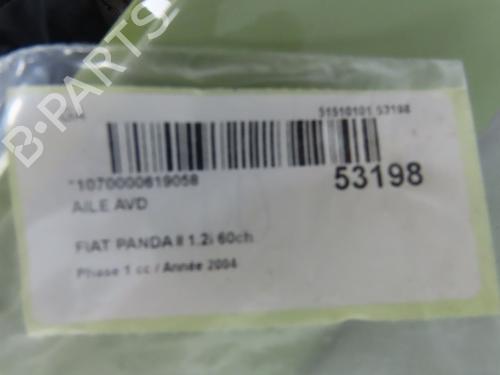 B-PARTS
51510101 53198
*1070000619058
53198
AILE AVD
FIAT PANDA II 1.2i 60ch
Phase 1 cc / Année 2004